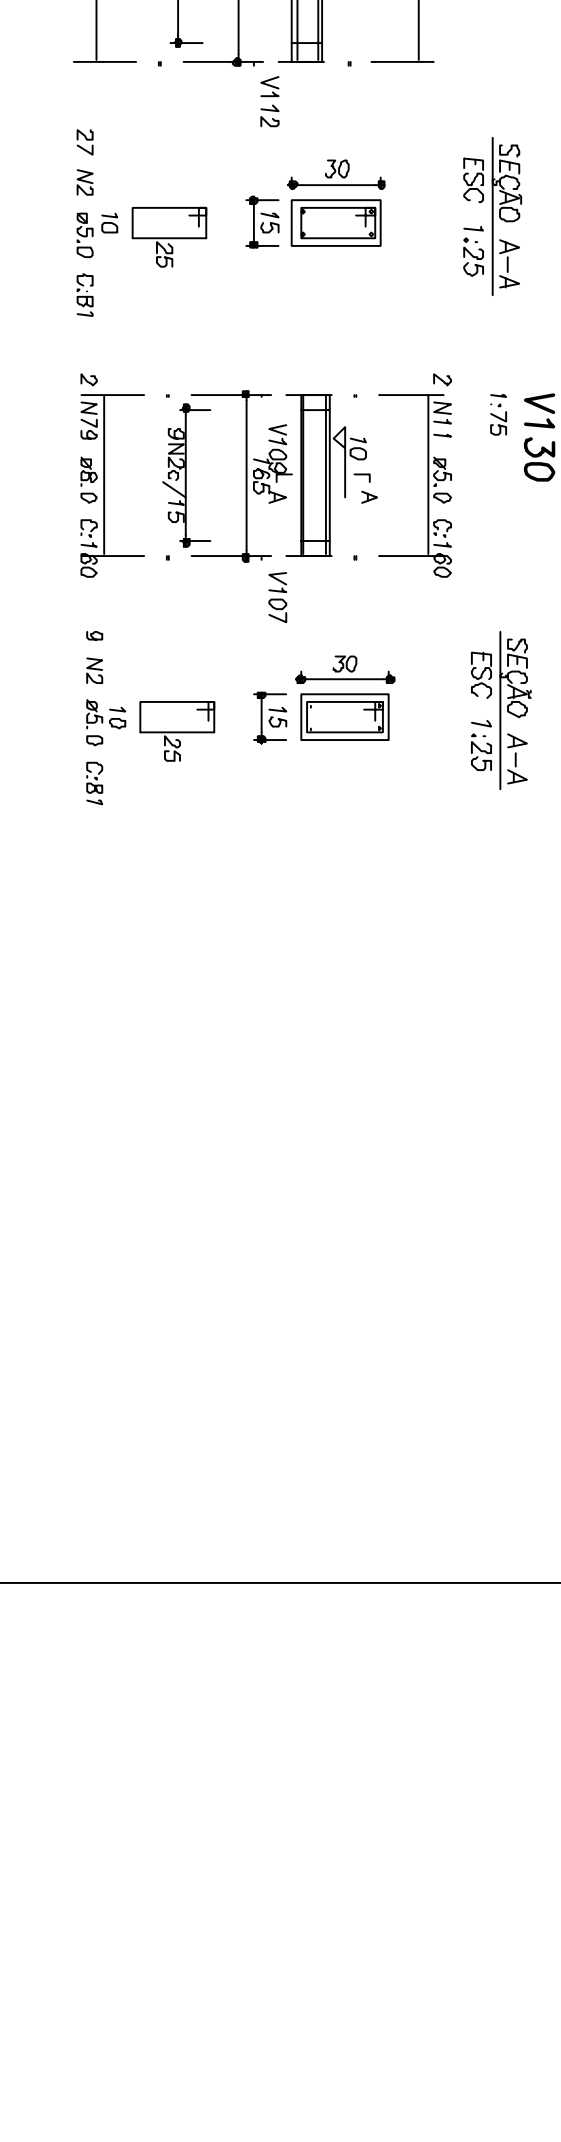 V112
SEÇÃO A-A
ESC 1:25
30
15
25
10
27 N2 ø5.0 C:81
V130
1:75
2 N11 ø5.0 C:160
A
10
V109
A
165
V107
9N2c/15
2 N79 ø8.0 C:160
SEÇÃO A-A
ESC 1:25
30
15
25
10
9 N2 ø5.0 C:81